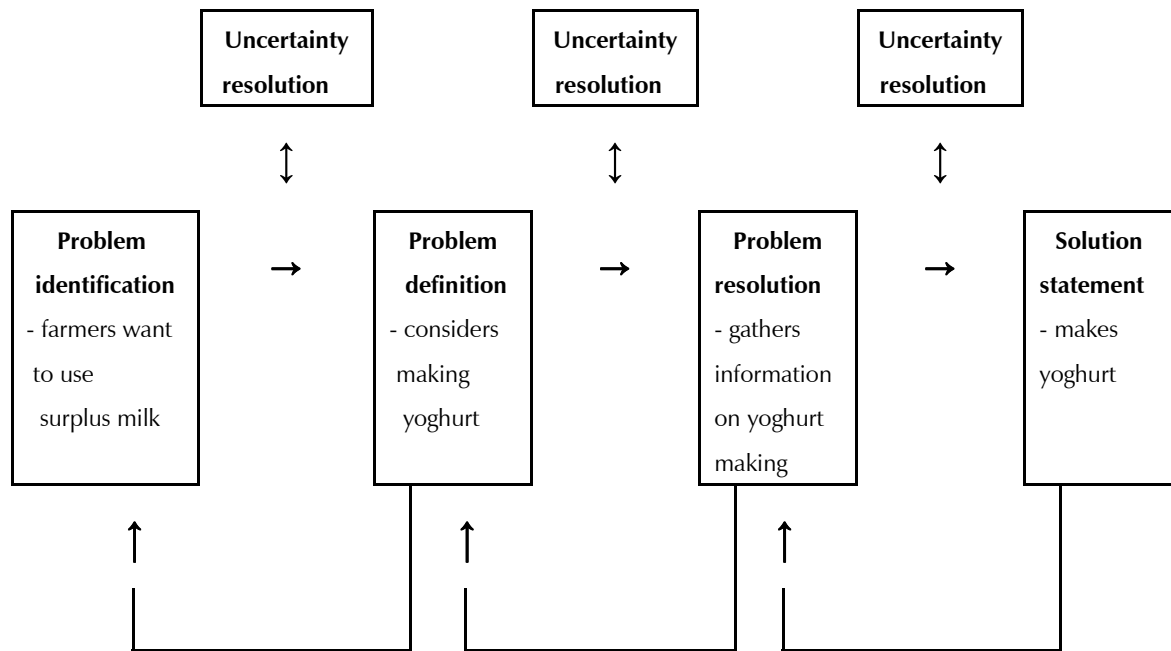 Uncertainty
resolution
Uncertainty
resolution
Uncertainty
resolution
↕
↕
↕
Problem
identification
- farmers want
to use
surplus milk
→
Problem
definition
- considers
making
yoghurt
→
Problem
resolution
- gathers
information
on yoghurt
making
→
Solution
statement
- makes
yoghurt
↑
↑
↑